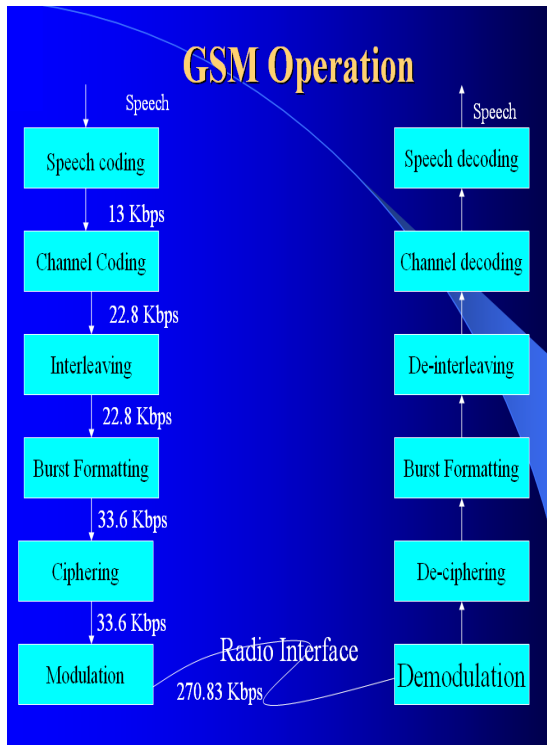 GSM Operation
Speech
Speech coding
13 Kbps
Channel Coding
22.8 Kbps
Interleaving
22.8 Kbps
Burst Formatting
33.6 Kbps
Ciphering
33.6 Kbps
Modulation
Radio Interface
270.83 Kbps
Speech
Speech decoding
Channel decoding
De-interleaving
Burst Formatting
De-ciphering
Demodulation